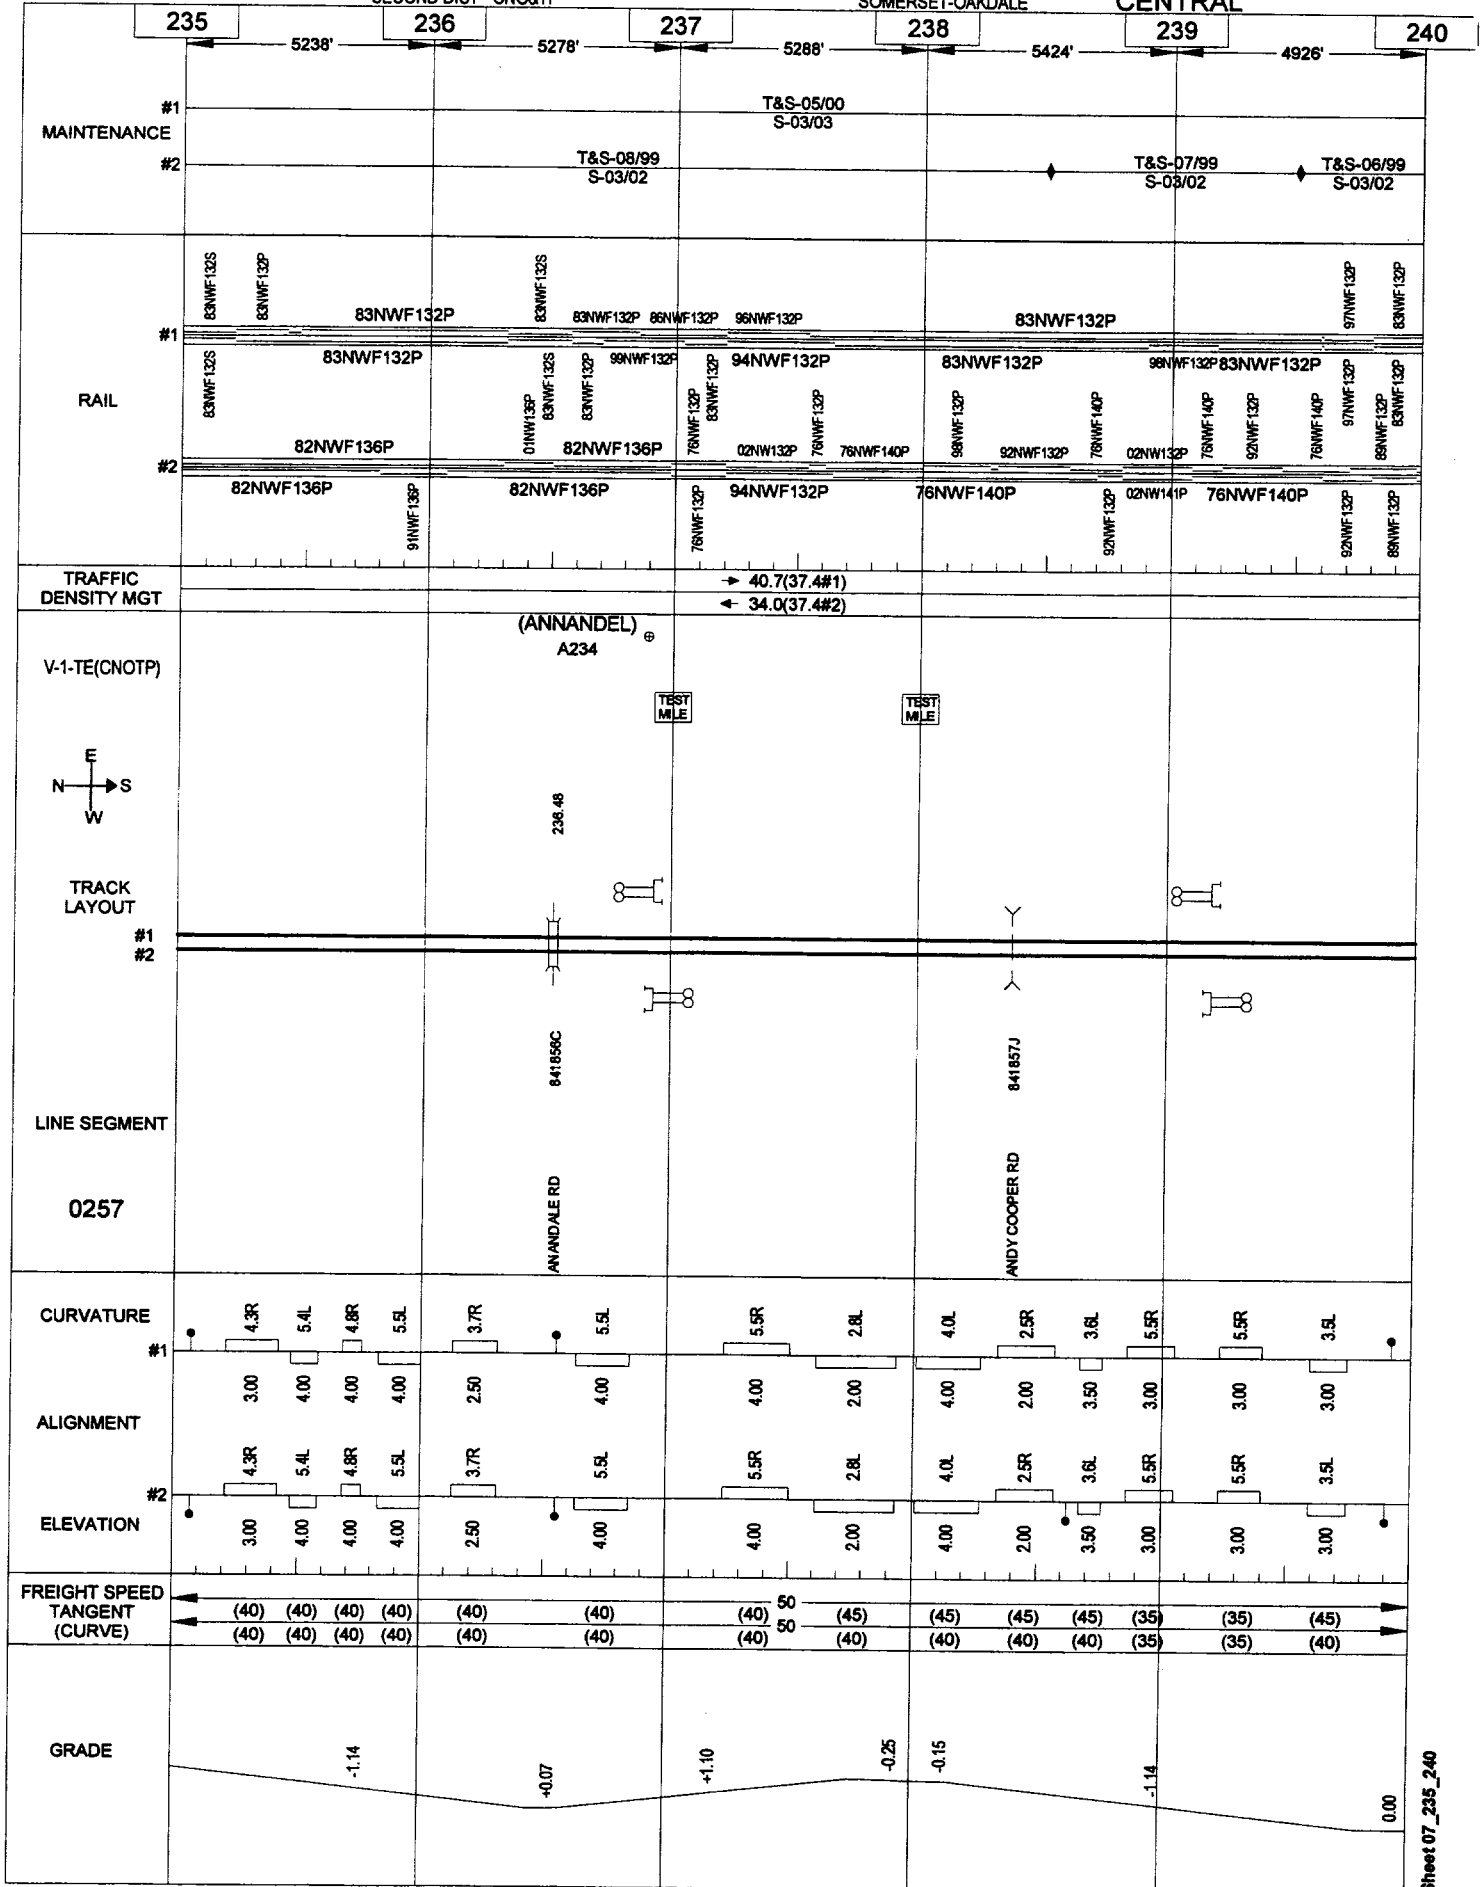 SECOND DIST - CNO&TP SOMERSET-OAKDALE CENTRAL
235 236 237 238 239 240
5238' 5278' 5288' 5424' 4926'
#1 T&S-05/00
S-03/03
MAINTENANCE
#2 T&S-08/99 T&S-07/99 T&S-06/99
S-03/02 S-03/02 S-03/02
83NWF132S 83NWF132P 83NWF132S 97NWF132P 83NWF132P
83NWF132P 83NWF132P 86NWF132P 96NWF132P 83NWF132P
#1
83NWF132P 99NWF132P 94NWF132P 83NWF132P 98NWF132P 83NWF132P
RAIL
83NWF132S 01NW136P 83NWF132S 83NWF132P 76NWF132P 83NWF132P 76NWF132P 98NWF132P 76NWF140P 76NWF140P 92NWF132P 76NWF140P 97NWF132P 89NWF132P 83NWF132P
82NWF136P 82NWF136P 02NW132P 76NWF140P 92NWF132P 02NW132P
#2
82NWF136P 82NWF136P 94NWF132P 76NWF140P 02NW141P 76NWF140P
91NWF136P 76NWF132P 92NWF132P 92NWF132P 89NWF132P
TRAFFIC
DENSITY MGT
40.7(37.4#1)
34.0(37.4#2)
(ANNANDEL)
A234
V-1-TE(CNOTP)
TEST
MILE
TEST
MILE
E
N S
W
236.48
TRACK
LAYOUT
#1
#2
841856C 841857J
LINE SEGMENT
0257
ANANDALE RD ANDY COOPER RD
CURVATURE
4.3R 5.4L 4.8R 5.5L 3.7R 5.5L 5.5R 2.8L 4.0L 2.5R 3.6L 5.5R 5.5R 3.5L
#1
3.00 4.00 4.00 4.00 2.50 4.00 4.00 2.00 4.00 2.00 3.50 3.00 3.00 3.00
ALIGNMENT
4.3R 5.4L 4.8R 5.5L 3.7R 5.5L 5.5R 2.8L 4.0L 2.5R 3.6L 5.5R 5.5R 3.5L
#2
ELEVATION
3.00 4.00 4.00 4.00 2.50 4.00 4.00 2.00 4.00 2.00 3.50 3.00 3.00 3.00
FREIGHT SPEED
TANGENT
(CURVE)
50
(40) (40) (40) (40) (40) (40) (40) (45) (45) (45) (45) (35) (35) (45)
50
(40) (40) (40) (40) (40) (40) (40) (40) (40) (40) (40) (35) (35) (40)
GRADE
-1.14 +0.07 +1.10 -0.25 -0.15 -1.14 0.00
Sheet 07_235_240